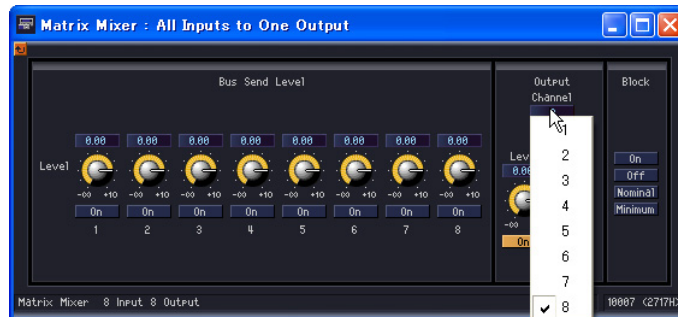 Matrix Mixer : All Inputs to One Output
Bus Send Level
Output
Channel
Block
0.00 0.00 0.00 0.00 0.00 0.00 0.00 0.00
Level
-∞ +10 -∞ +10 -∞ +10 -∞ +10 -∞ +10 -∞ +10 -∞ +10 -∞ +10
On On On On On On On On
1 2 3 4 5 6 7 8
-∞
On
1
2
3
4
5
6
7
✓ 8
On
Off
Nominal
Minimum
Matrix Mixer 8 Input 8 Output
10007 (2717H)